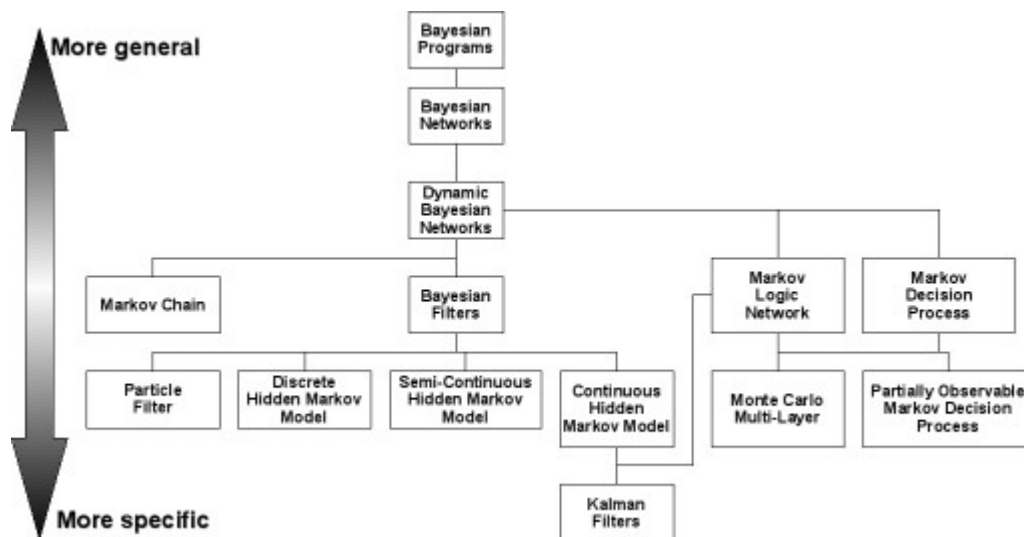 More general
Bayesian
Programs
Bayesian
Networks
Dynamic
Bayesian
Networks
Markov Chain
Bayesian
Filters
Markov
Logic
Network
Markov
Decision
Process
Particle
Filter
Discrete
Hidden Markov
Model
Semi-Continuous
Hidden Markov
Model
Continuous
Hidden
Markov Model
Monte Carlo
Multi-Layer
Partially Observable
Markov Decision
Process
Kalman
Filters
More specific